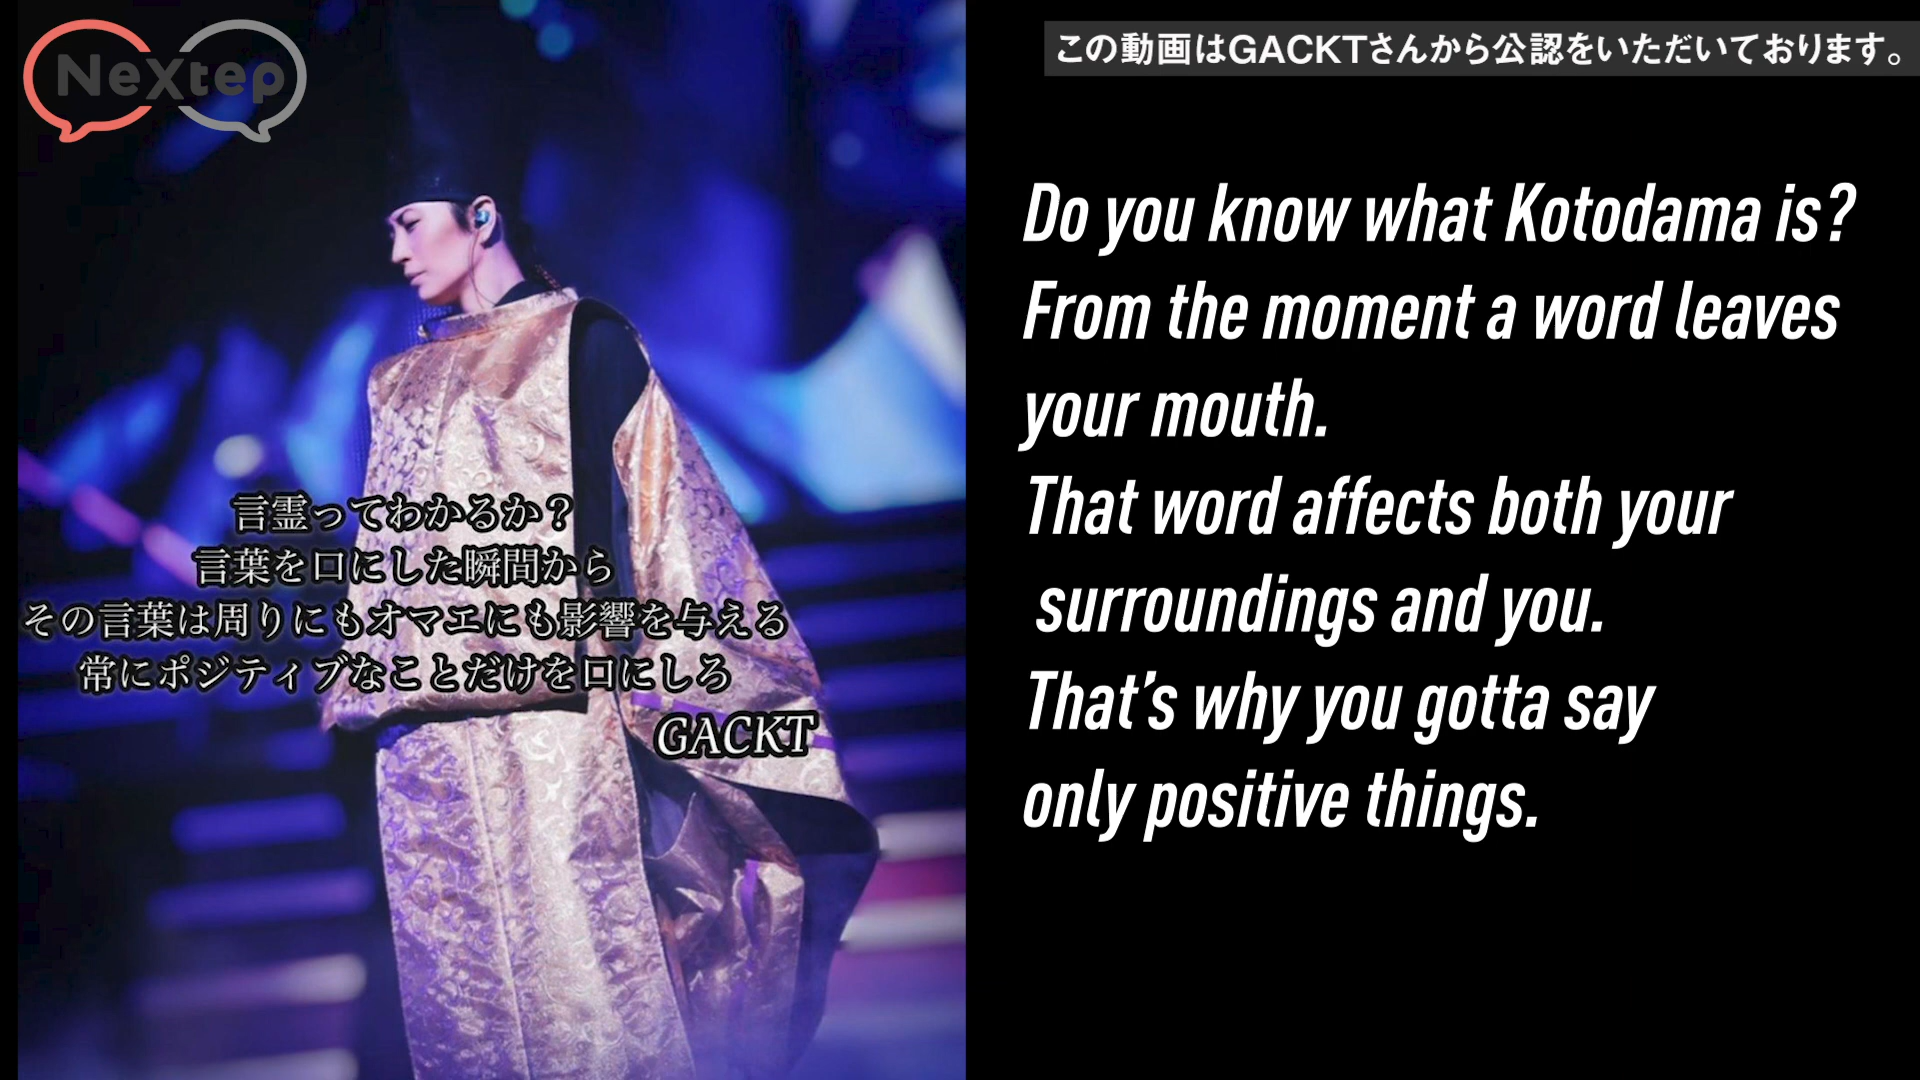 NeXtep
この動画はGACKTさんから公認をいただいております。
言霊ってわかるか？
言葉を口にした瞬間から
その言葉は周りにもオマエにも影響を与える
常にポジティブなことだけを口にしろ
GACKT
Do you know what Kotodama is?
From the moment a word leaves
your mouth.
That word affects both your
surroundings and you.
That’s why you gotta say
only positive things.